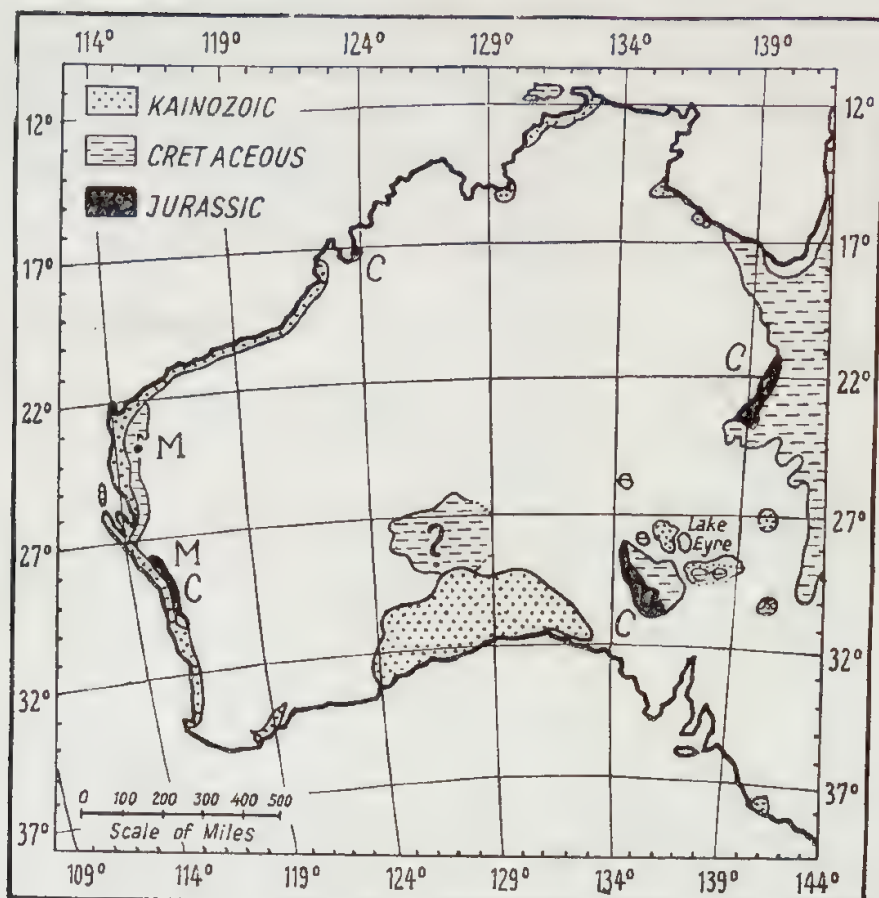 114° 119° 124° 129° 134° 139°
KAINOZOIC
CRETACEOUS
JURASSIC
12° 12°
17° 17°
C
C
22° 22°
M
?
27° 27°
Lake
Eyre
M
C
C
32° 32°
0 100 200 300 400 500
Scale of Miles
37° 37°
109° 114° 119° 124° 129° 134° 139° 144°